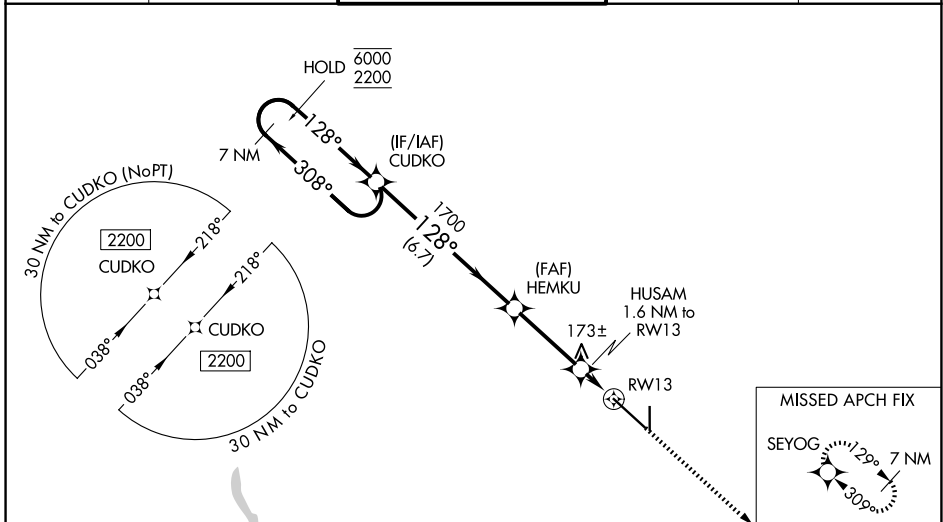 HOLD 6000
2200
128°
7 NM
308°
(IF/IAF)
CUDKO
1700
128°
(6.7)
(FAF)
HEMKU
HUSAM
1.6 NM to
RW13
173±
RW13
30 NM to CUDKO (NoPT)
2200
CUDKO
218°
038°
218°
CUDKO
2200
038°
30 NM to CUDKO
MISSED APCH FIX
SEYOG
129°
7 NM
309°